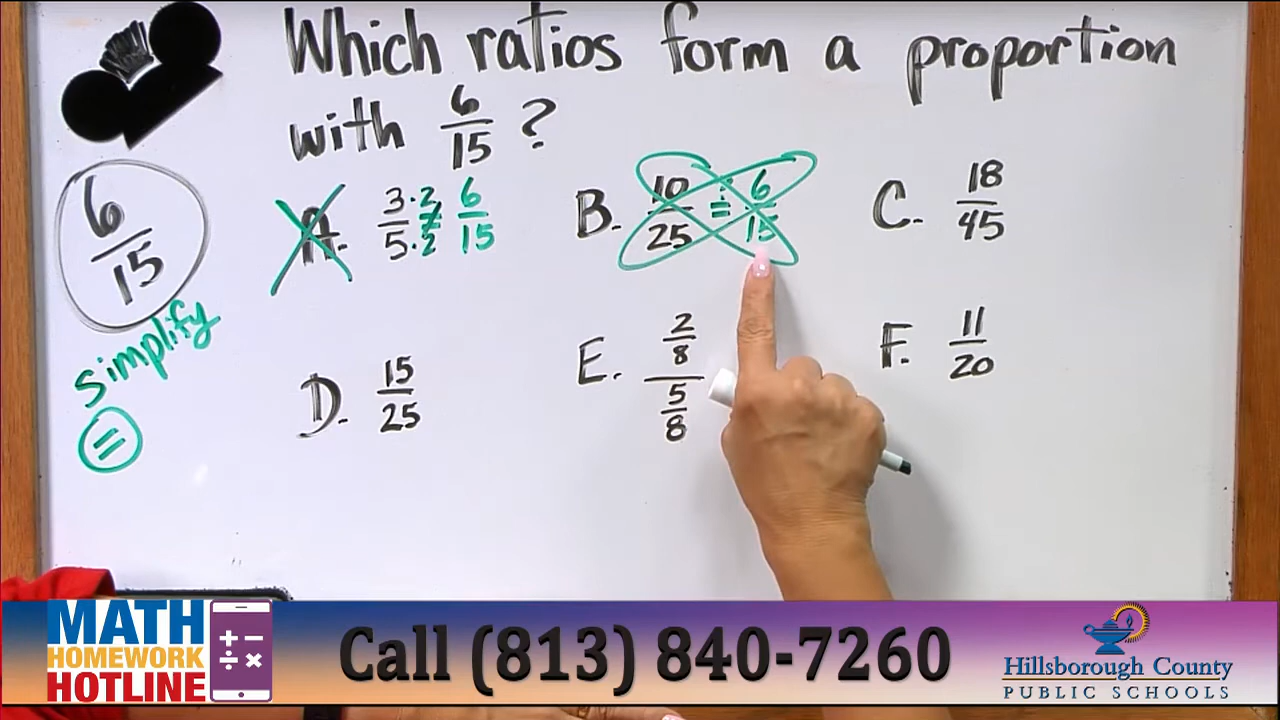 Which ratios form a proportion
with 6/15 ?
6/15
simplify
=
A. 3·2/5·2 ≠ 6/15
B. 10/25 ≟ 6/15
C. 18/45
D. 15/25
E. 2/8 / 5/8
F. 11/20
MATH
HOMEWORK
HOTLINE
+ −
÷ ×
Call (813) 840-7260
Hillsborough County
PUBLIC SCHOOLS